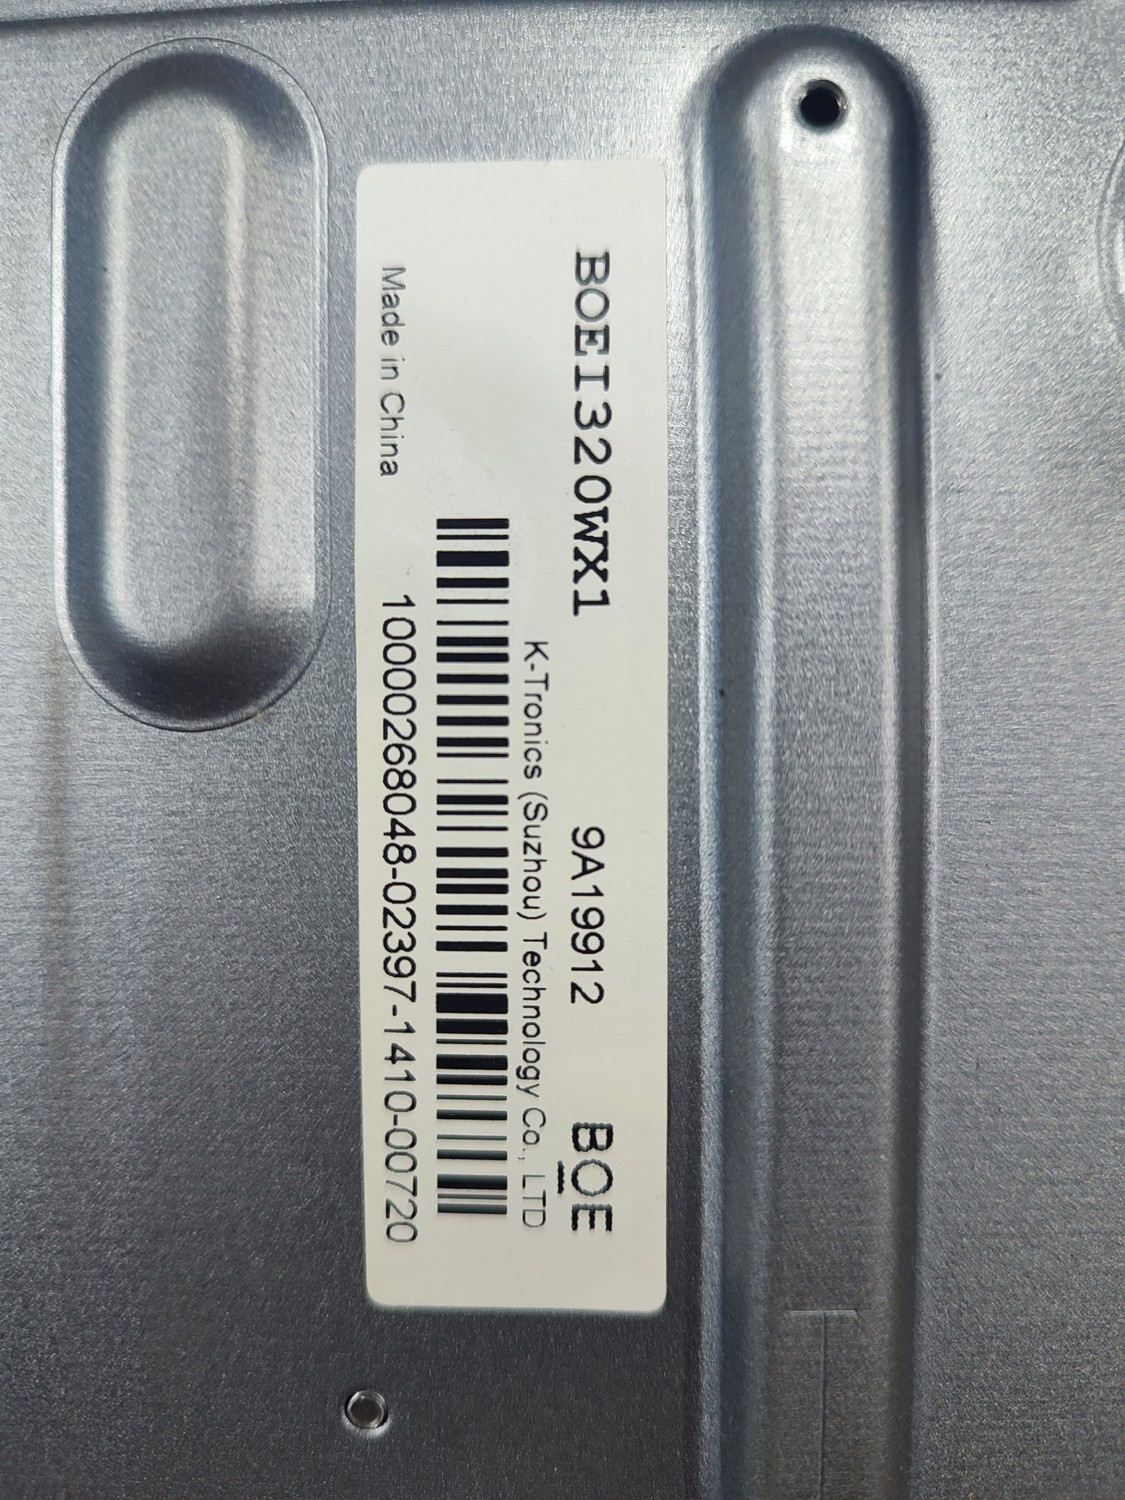 BOEI320WX1 9A19912 BOE
K-Tronics (Suzhou) Technology Co., LTD
Made in China 10000268048-02397-1410-00720